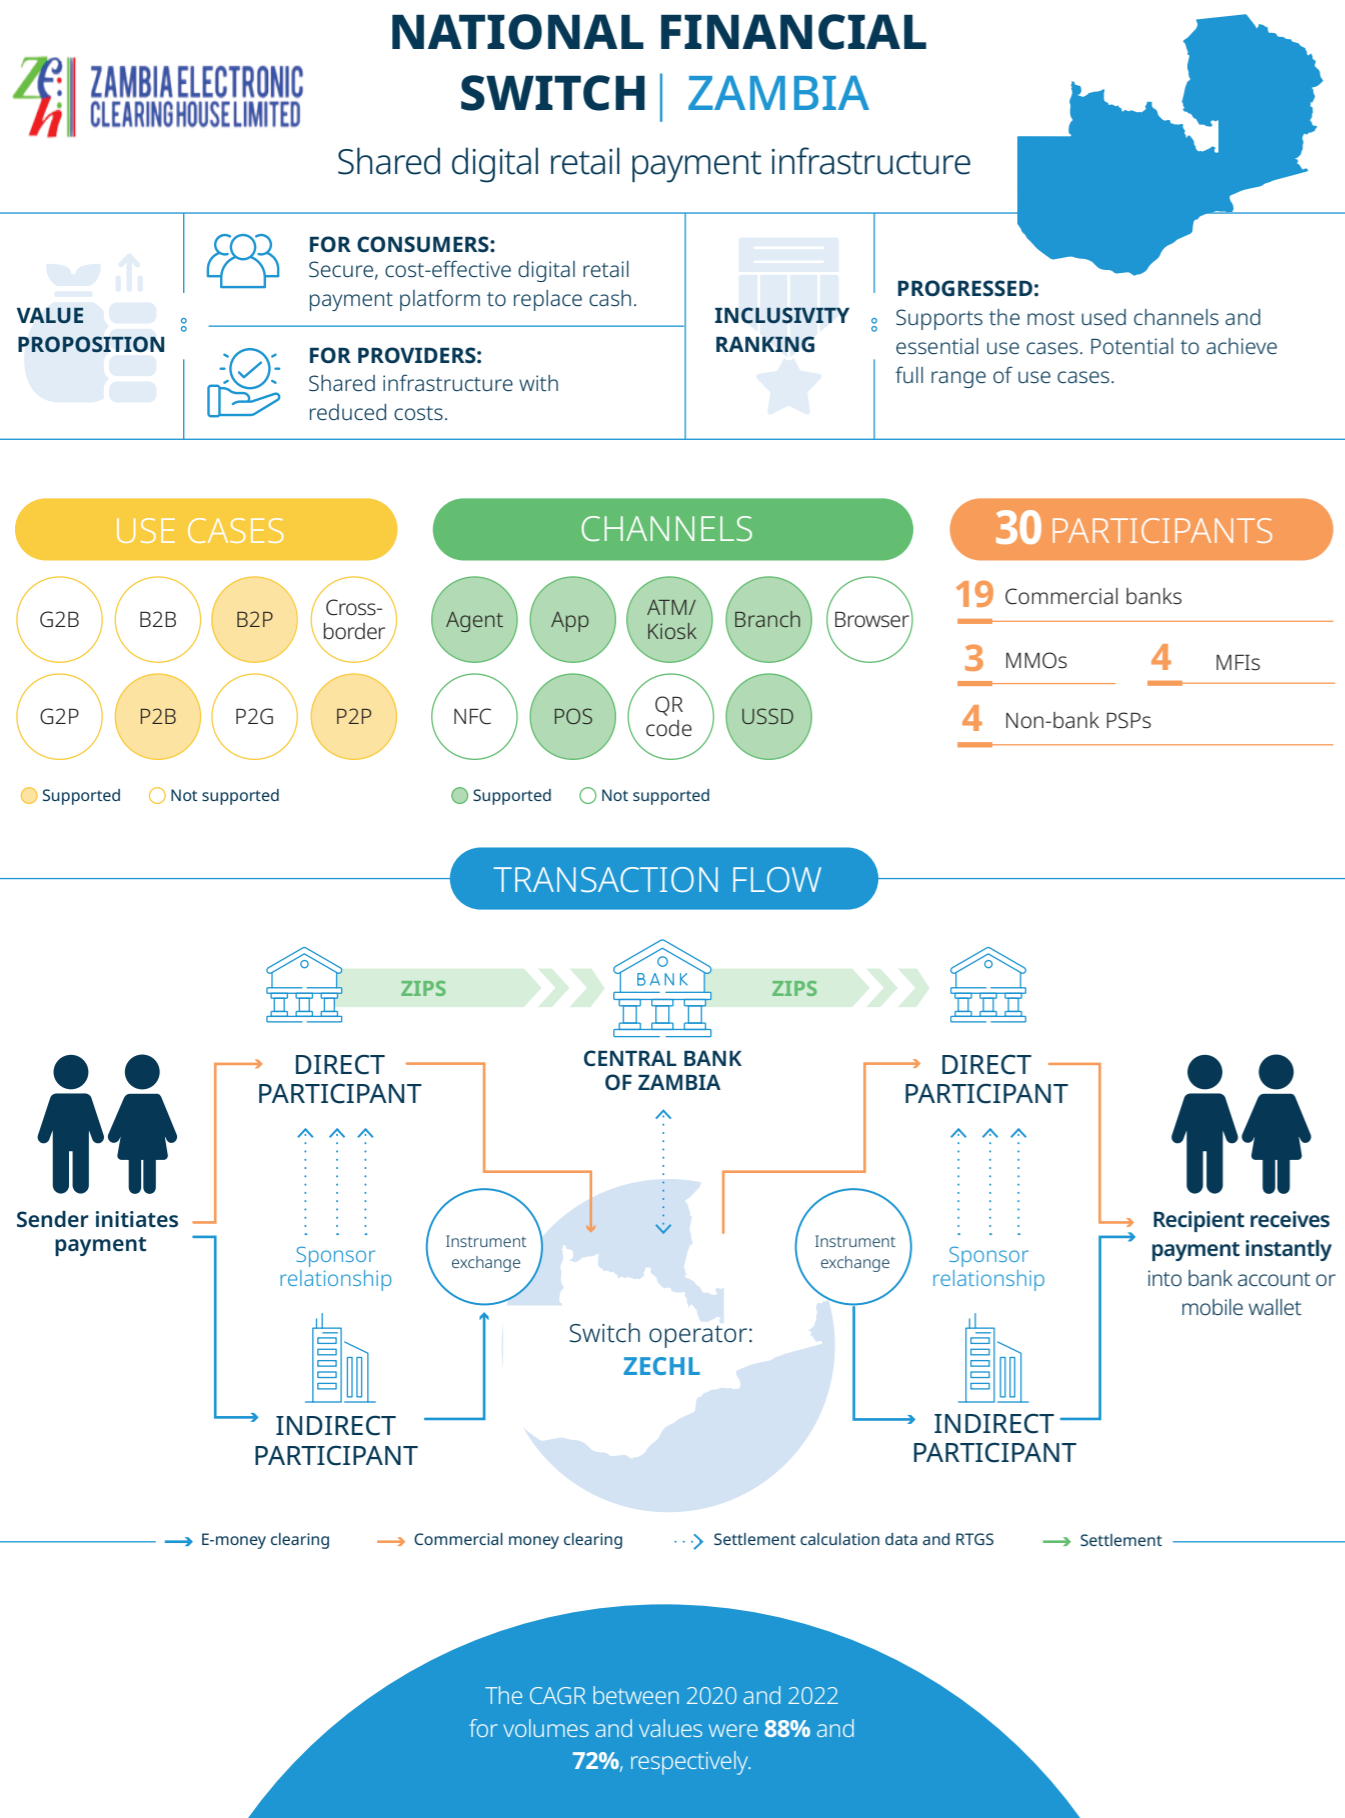 NATIONAL FINANCIAL
SWITCH| ZAMBIA
Shared digital retail payment infrastructure
Zech
ZAMBIA ELECTRONIC
CLEARING HOUSE LIMITED
VALUE
PROPOSITION
FOR CONSUMERS:
Secure, cost-effective digital retail
payment platform to replace cash.
FOR PROVIDERS:
Shared infrastructure with
reduced costs.
INCLUSIVITY
RANKING
PROGRESSED:
Supports the most used channels and
essential use cases. Potential to achieve
full range of use cases.
USE CASES
G2B
B2B
B2P
Cross-
border
G2P
P2B
P2G
P2P
Supported
Not supported
CHANNELS
Agent
App
ATM/
Kiosk
Branch
Browser
NFC
POS
QR
code
USSD
Supported
Not supported
30 PARTICIPANTS
19 Commercial banks
3 MMOs
4 MFIs
4 Non-bank PSPs
TRANSACTION FLOW
ZIPS
BANK
ZIPS
DIRECT
PARTICIPANT
CENTRAL BANK
OF ZAMBIA
DIRECT
PARTICIPANT
Sender initiates
payment
Sponsor
relationship
Instrument
exchange
Instrument
exchange
Sponsor
relationship
Recipient receives
payment instantly
into bank account or
mobile wallet
Switch operator:
ZECHL
INDIRECT
PARTICIPANT
INDIRECT
PARTICIPANT
E-money clearing
Commercial money clearing
Settlement calculation data and RTGS
Settlement
The CAGR between 2020 and 2022
for volumes and values were 88% and
72%, respectively.